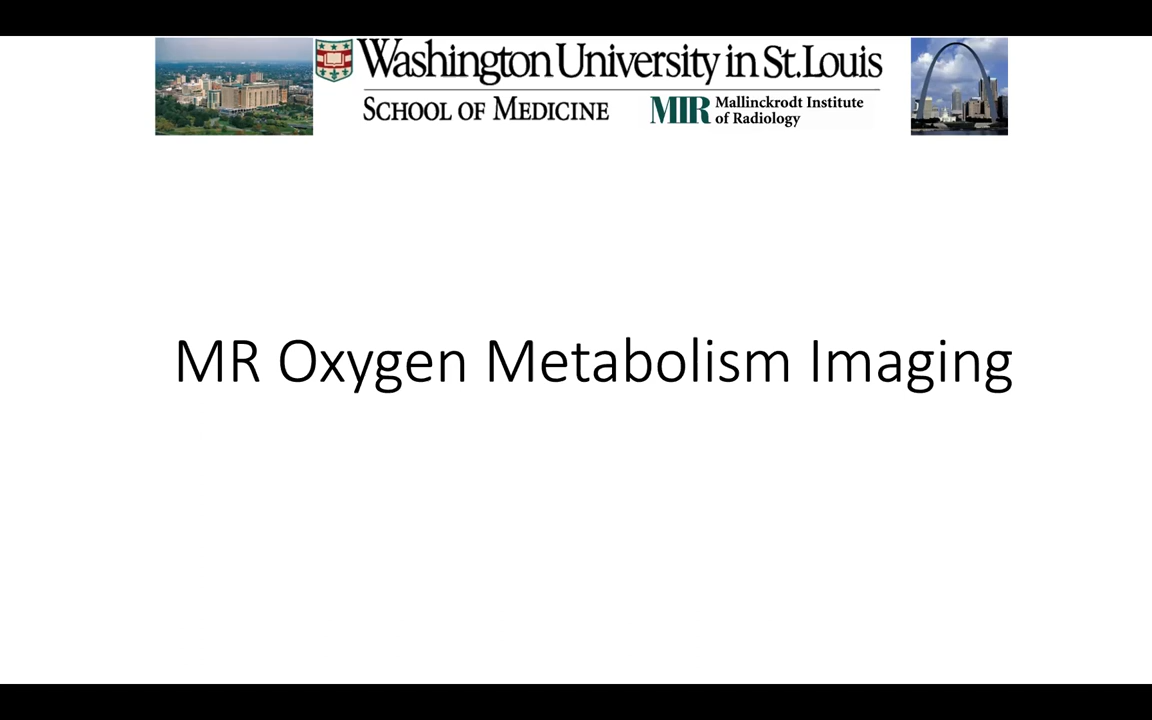 Washington University in St.Louis
SCHOOL OF MEDICINE
MIR Mallinckrodt Institute
of Radiology
MR Oxygen Metabolism Imaging